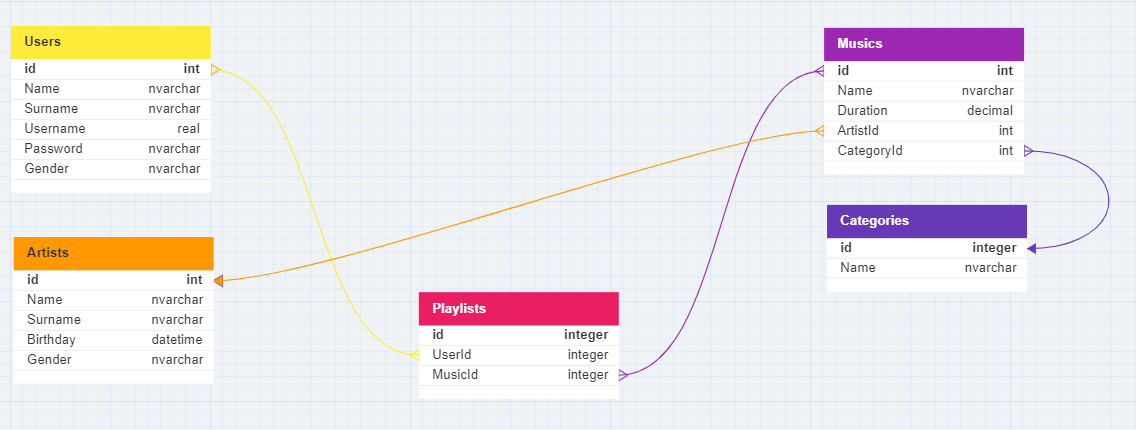 Users
id int
Name nvarchar
Surname nvarchar
Username real
Password nvarchar
Gender nvarchar
Artists
id int
Name nvarchar
Surname nvarchar
Birthday datetime
Gender nvarchar
Playlists
id integer
UserId integer
MusicId integer
Musics
id int
Name nvarchar
Duration decimal
ArtistId int
CategoryId int
Categories
id integer
Name nvarchar